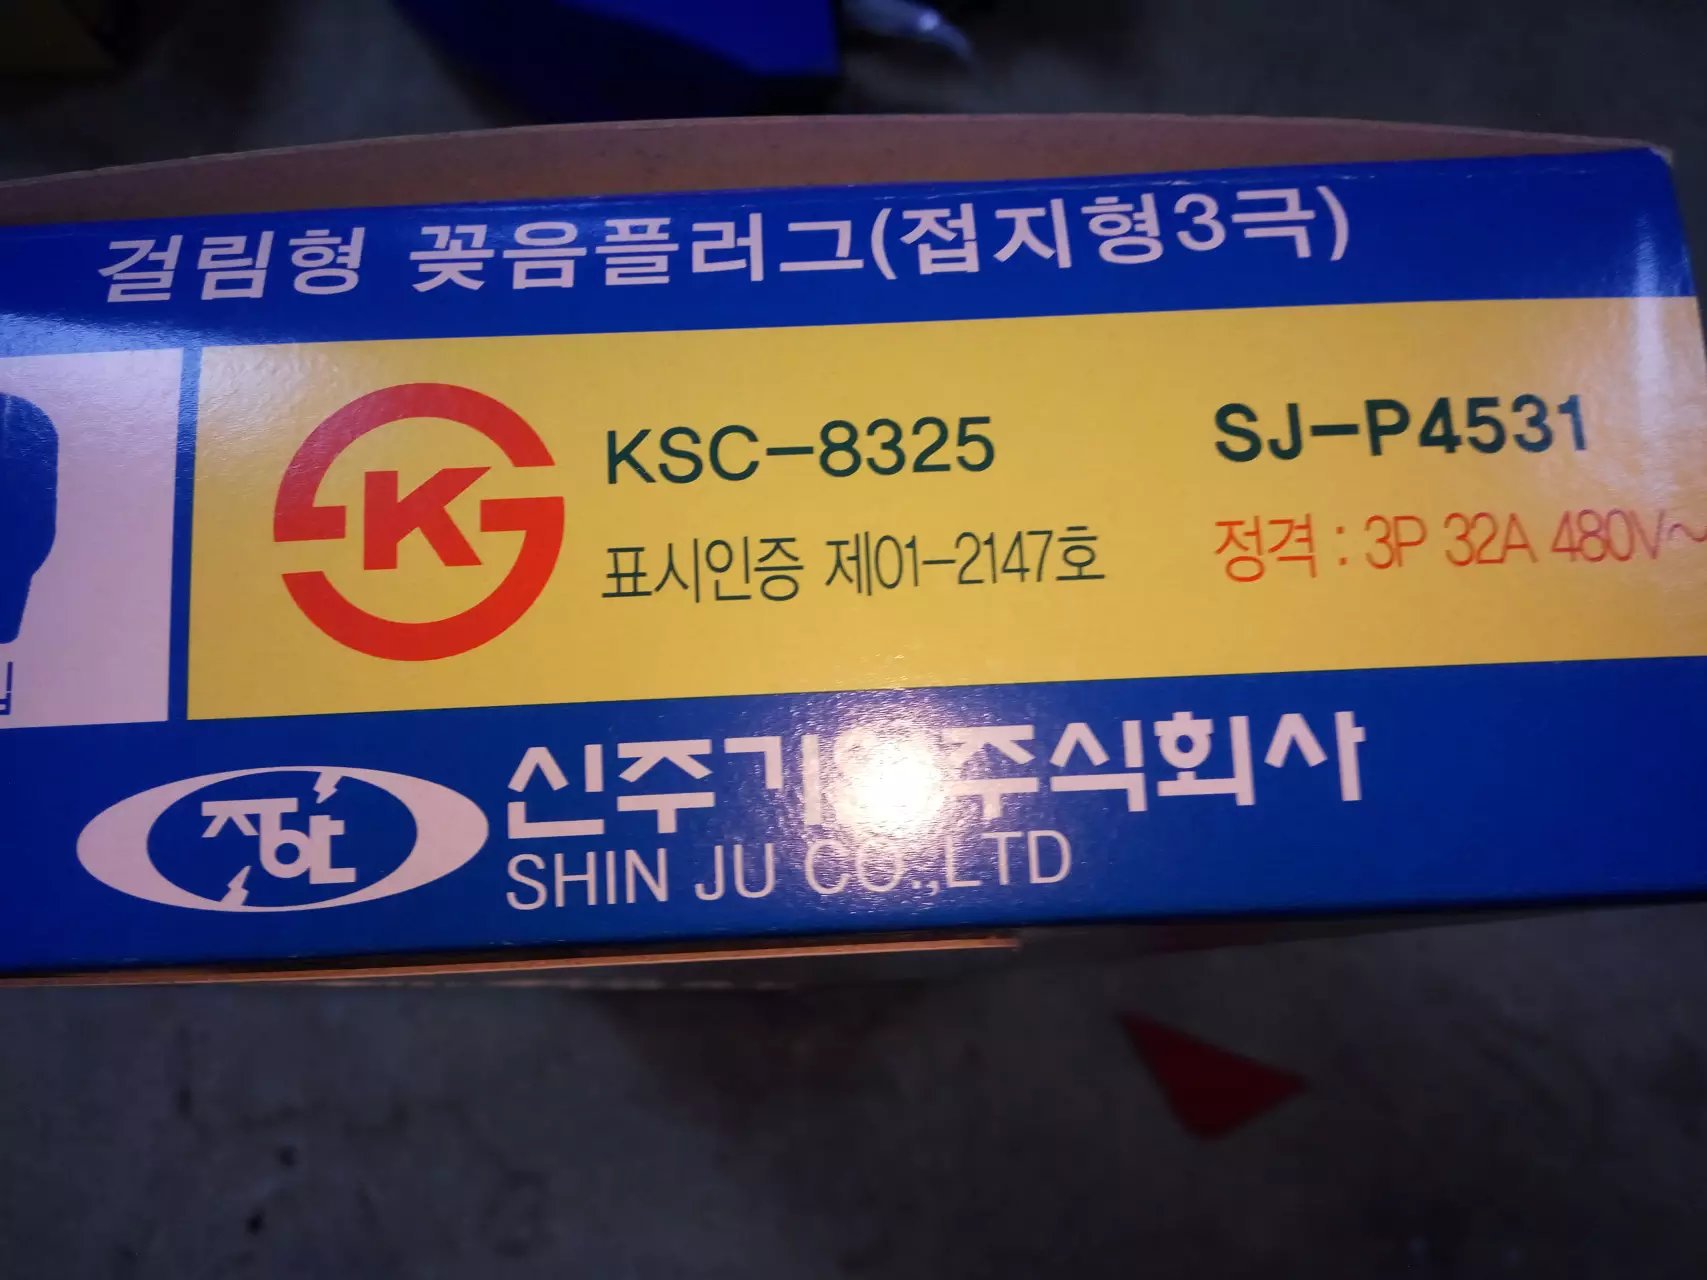 걸림형 꽂음플러그(접지형3극)
K
KSC-8325
SJ-P4531
표시인증 제01-2147호
정격 : 3P 32A 480V~
신주기 주식회사
SHIN JU CO.,LTD